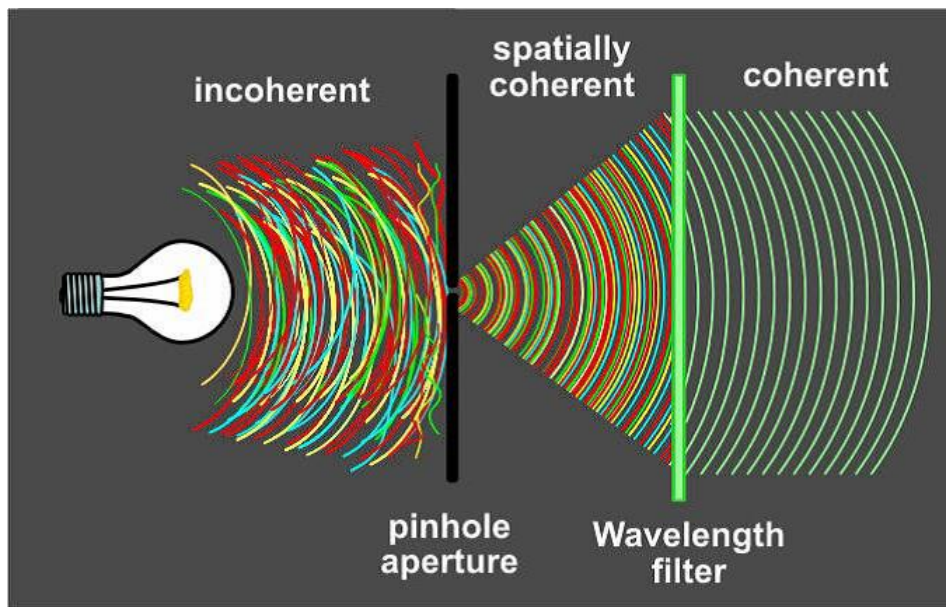 incoherent
spatially
coherent
coherent
pinhole
aperture
Wavelength
filter